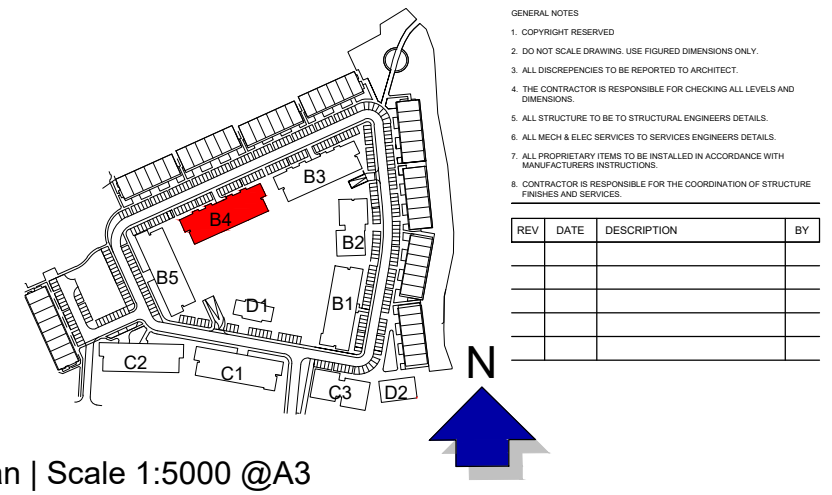 GENERAL NOTES
1. COPYRIGHT RESERVED
2. DO NOT SCALE DRAWING. USE FIGURED DIMENSIONS ONLY.
3. ALL DISCREPENCIES TO BE REPORTED TO ARCHITECT.
4. THE CONTRACTOR IS RESPONSIBLE FOR CHECKING ALL LEVELS AND
DIMENSIONS.
5. ALL STRUCTURE TO BE TO STRUCTURAL ENGINEERS DETAILS.
6. ALL MECH & ELEC SERVICES TO SERVICES ENGINEERS DETAILS.
7. ALL PROPRIETARY ITEMS TO BE INSTALLED IN ACCORDANCE WITH
MANUFACTURERS INSTRUCTIONS.
8. CONTRACTOR IS RESPONSIBLE FOR THE COORDINATION OF STRUCTURE
FINISHES AND SERVICES.
REV DATE DESCRIPTION BY
B3
B4
B2
B5
B1
D1
C2
C1
C3
D2
N
an | Scale 1:5000 @A3